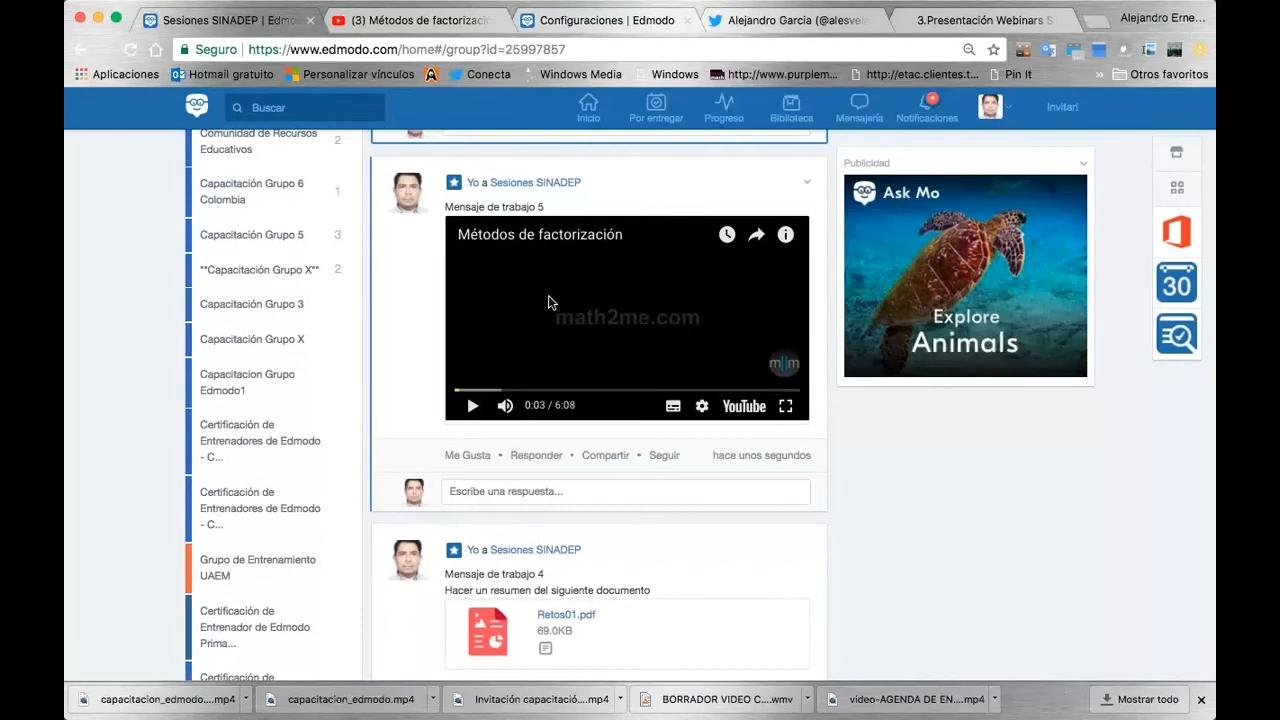 Sesiones SINADEP | Edmo
(3) Métodos de factorizació
Configuraciones | Edmodo
Alejandro Garcia (@alesvela
3.Presentación Webinars S
Alejandro Erne...
Seguro
https://www.edmodo.com/home#/group?id=25997857
Aplicaciones
Hotmail gratuito
Personalizar vínculos
Conecta
Windows Media
Windows
http://www.purplem...
http://etac.clientes.t...
Pin It
»
Otros favoritos
Buscar
Inicio
Por entregar
Progreso
Biblioteca
Mensajería
Notificaciones
Invitar!
Comunidad de Recursos
Educativos
2
Capacitación Grupo 6
Colombia
1
Capacitación Grupo 5
3
**Capacitación Grupo X**
2
Capacitación Grupo 3
Capacitación Grupo X
Capacitacion Grupo
Edmodo1
Certificación de
Entrenadores de Edmodo
- C...
Certificación de
Entrenadores de Edmodo
- C...
Grupo de Entrenamiento
UAEM
Certificación de
Entrenador de Edmodo
Prima...
Certificación de
Yo a Sesiones SINADEP
Mensaje de trabajo 5
Métodos de factorización
math2me.com
m||m
0:03 / 6:08
YouTube
Me Gusta • Responder • Compartir • Seguir
hace unos segundos
Escribe una respuesta...
Yo a Sesiones SINADEP
Mensaje de trabajo 4
Hacer un resumen del siguiente documento
Retos01.pdf
69.0KB
Publicidad
Ask Mo
Explore
Animals
30
capacitacion_edmodo....mp4
capacitacion_edmodo.mp4
Invitación capacitació....mp4
BORRADOR VIDEO C....wmv
video-AGENDA DE EN....mp4
Mostrar todo